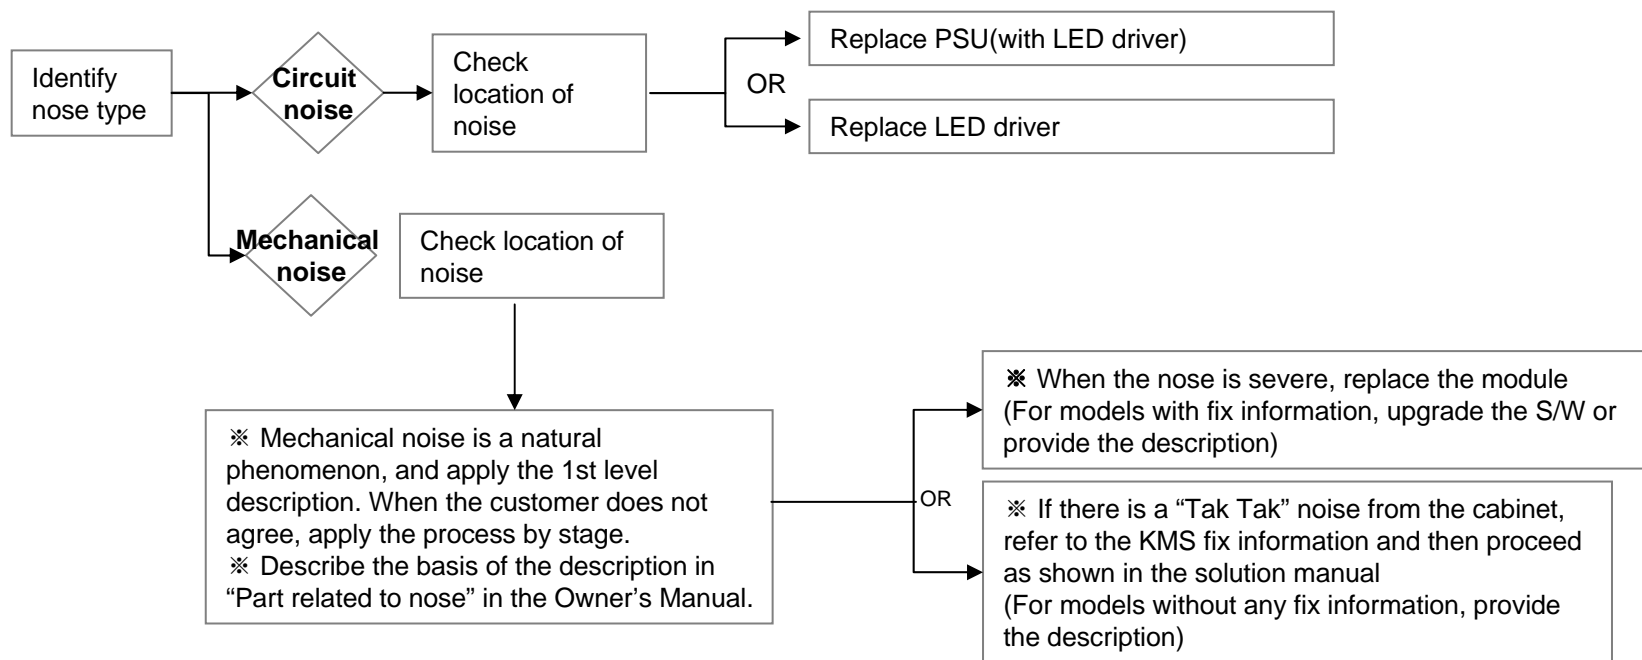 Identify
nose type
Circuit
noise
Check
location of
noise
Replace PSU(with LED driver)
OR
Replace LED driver
Mechanical
noise
Check location of
noise
※ Mechanical noise is a natural
phenomenon, and apply the 1st level
description. When the customer does not
agree, apply the process by stage.
※ Describe the basis of the description in
“Part related to nose” in the Owner’s Manual.
OR
※ When the nose is severe, replace the module
(For models with fix information, upgrade the S/W or
provide the description)
※ If there is a “Tak Tak” noise from the cabinet,
refer to the KMS fix information and then proceed
as shown in the solution manual
(For models without any fix information, provide
the description)